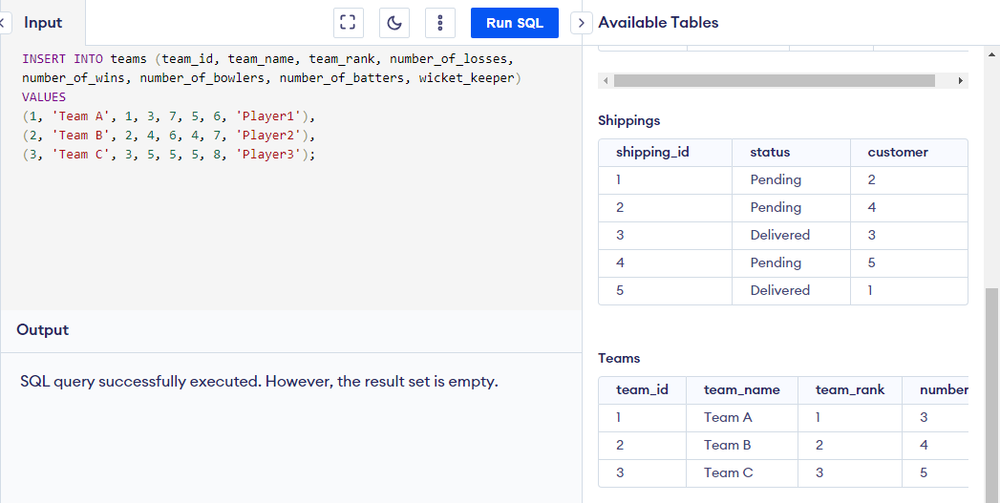 Input
Run SQL
INSERT INTO teams (team_id, team_name, team_rank, number_of_losses,
number_of_wins, number_of_bowlers, number_of_batters, wicket_keeper)
VALUES
(1, 'Team A', 1, 3, 7, 5, 6, 'Player1'),
(2, 'Team B', 2, 4, 6, 4, 7, 'Player2'),
(3, 'Team C', 3, 5, 5, 5, 8, 'Player3');
Output
SQL query successfully executed. However, the result set is empty.
Available Tables
Shippings
shipping_id status customer
1 Pending 2
2 Pending 4
3 Delivered 3
4 Pending 5
5 Delivered 1
Teams
team_id team_name team_rank number
1 Team A 1 3
2 Team B 2 4
3 Team C 3 5